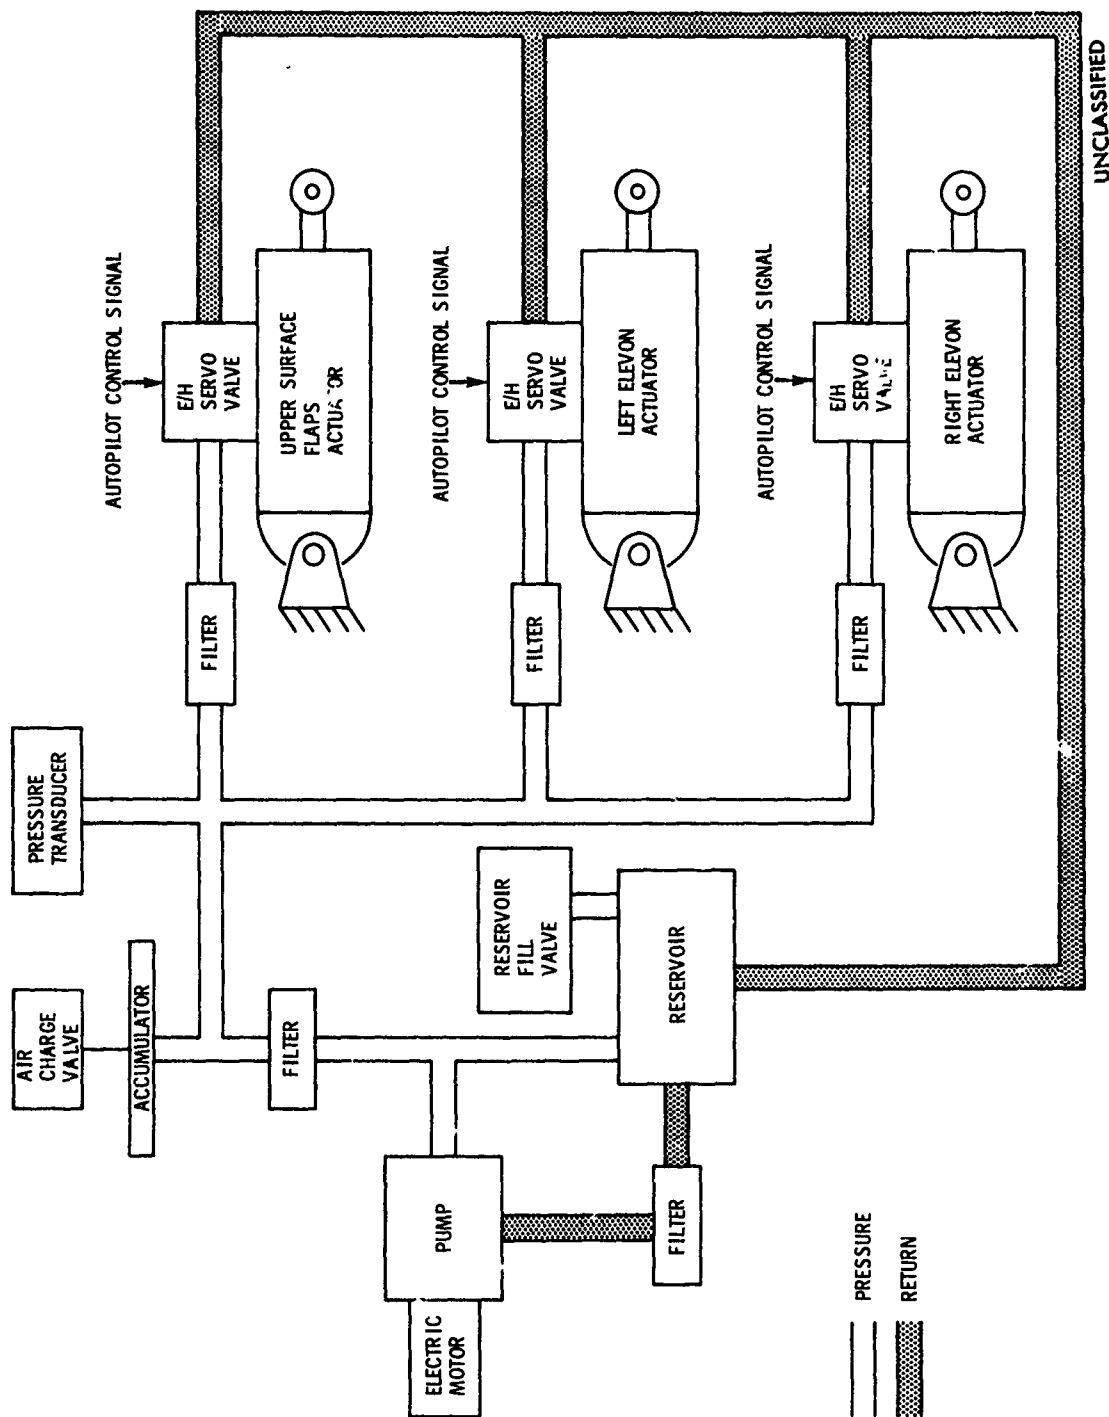 AUTOPILOT CONTROL SIGNAL
E/H
SERVO
VALVE
UPPER SURFACE
FLAPS
ACTUATOR
AUTOPILOT CONTROL SIGNAL
E/H
SERVO
VALVE
LEFT ELEVON
ACTUATOR
AUTOPILOT CONTROL SIGNAL
E/H
SERVO
VALVE
RIGHT ELEVON
ACTUATOR
FILTER
FILTER
FILTER
PRESSURE
TRANSDUCER
AIR
CHARGE
VALVE
ACCUMULATOR
FILTER
RESERVOIR
FILL
VALVE
RESERVOIR
PUMP
FILTER
ELECTRIC
MOTOR
PRESSURE
RETURN
UNCLASSIFIED